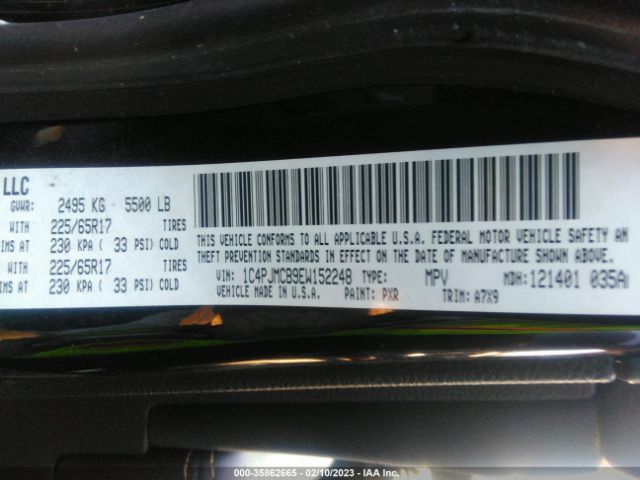 LLC
GVWR: 2495 KG 5500 LB
WITH 225/65R17 TIRES
IMS AT 230 KPA ( 33 PSI) COLD
WITH 225/65R17 TIRES
IMS AT 230 KPA ( 33 PSI) COLD
THIS VEHICLE CONFORMS TO ALL APPLICABLE U.S.A. FEDERAL MOTOR VEHICLE SAFETY AN
THEFT PREVENTION STANDARDS IN EFFECT ON THE DATE OF MANUFACTURE SHOWN ABOVE
VIN: 1C4PJMCB9EW152248 TYPE: MPV MDH: 121401 035A
VEHICLE MADE IN U.S.A. PAINT: PXR TRIM: A7X9
000-35862665 - 02/10/2023 - IAA Inc.